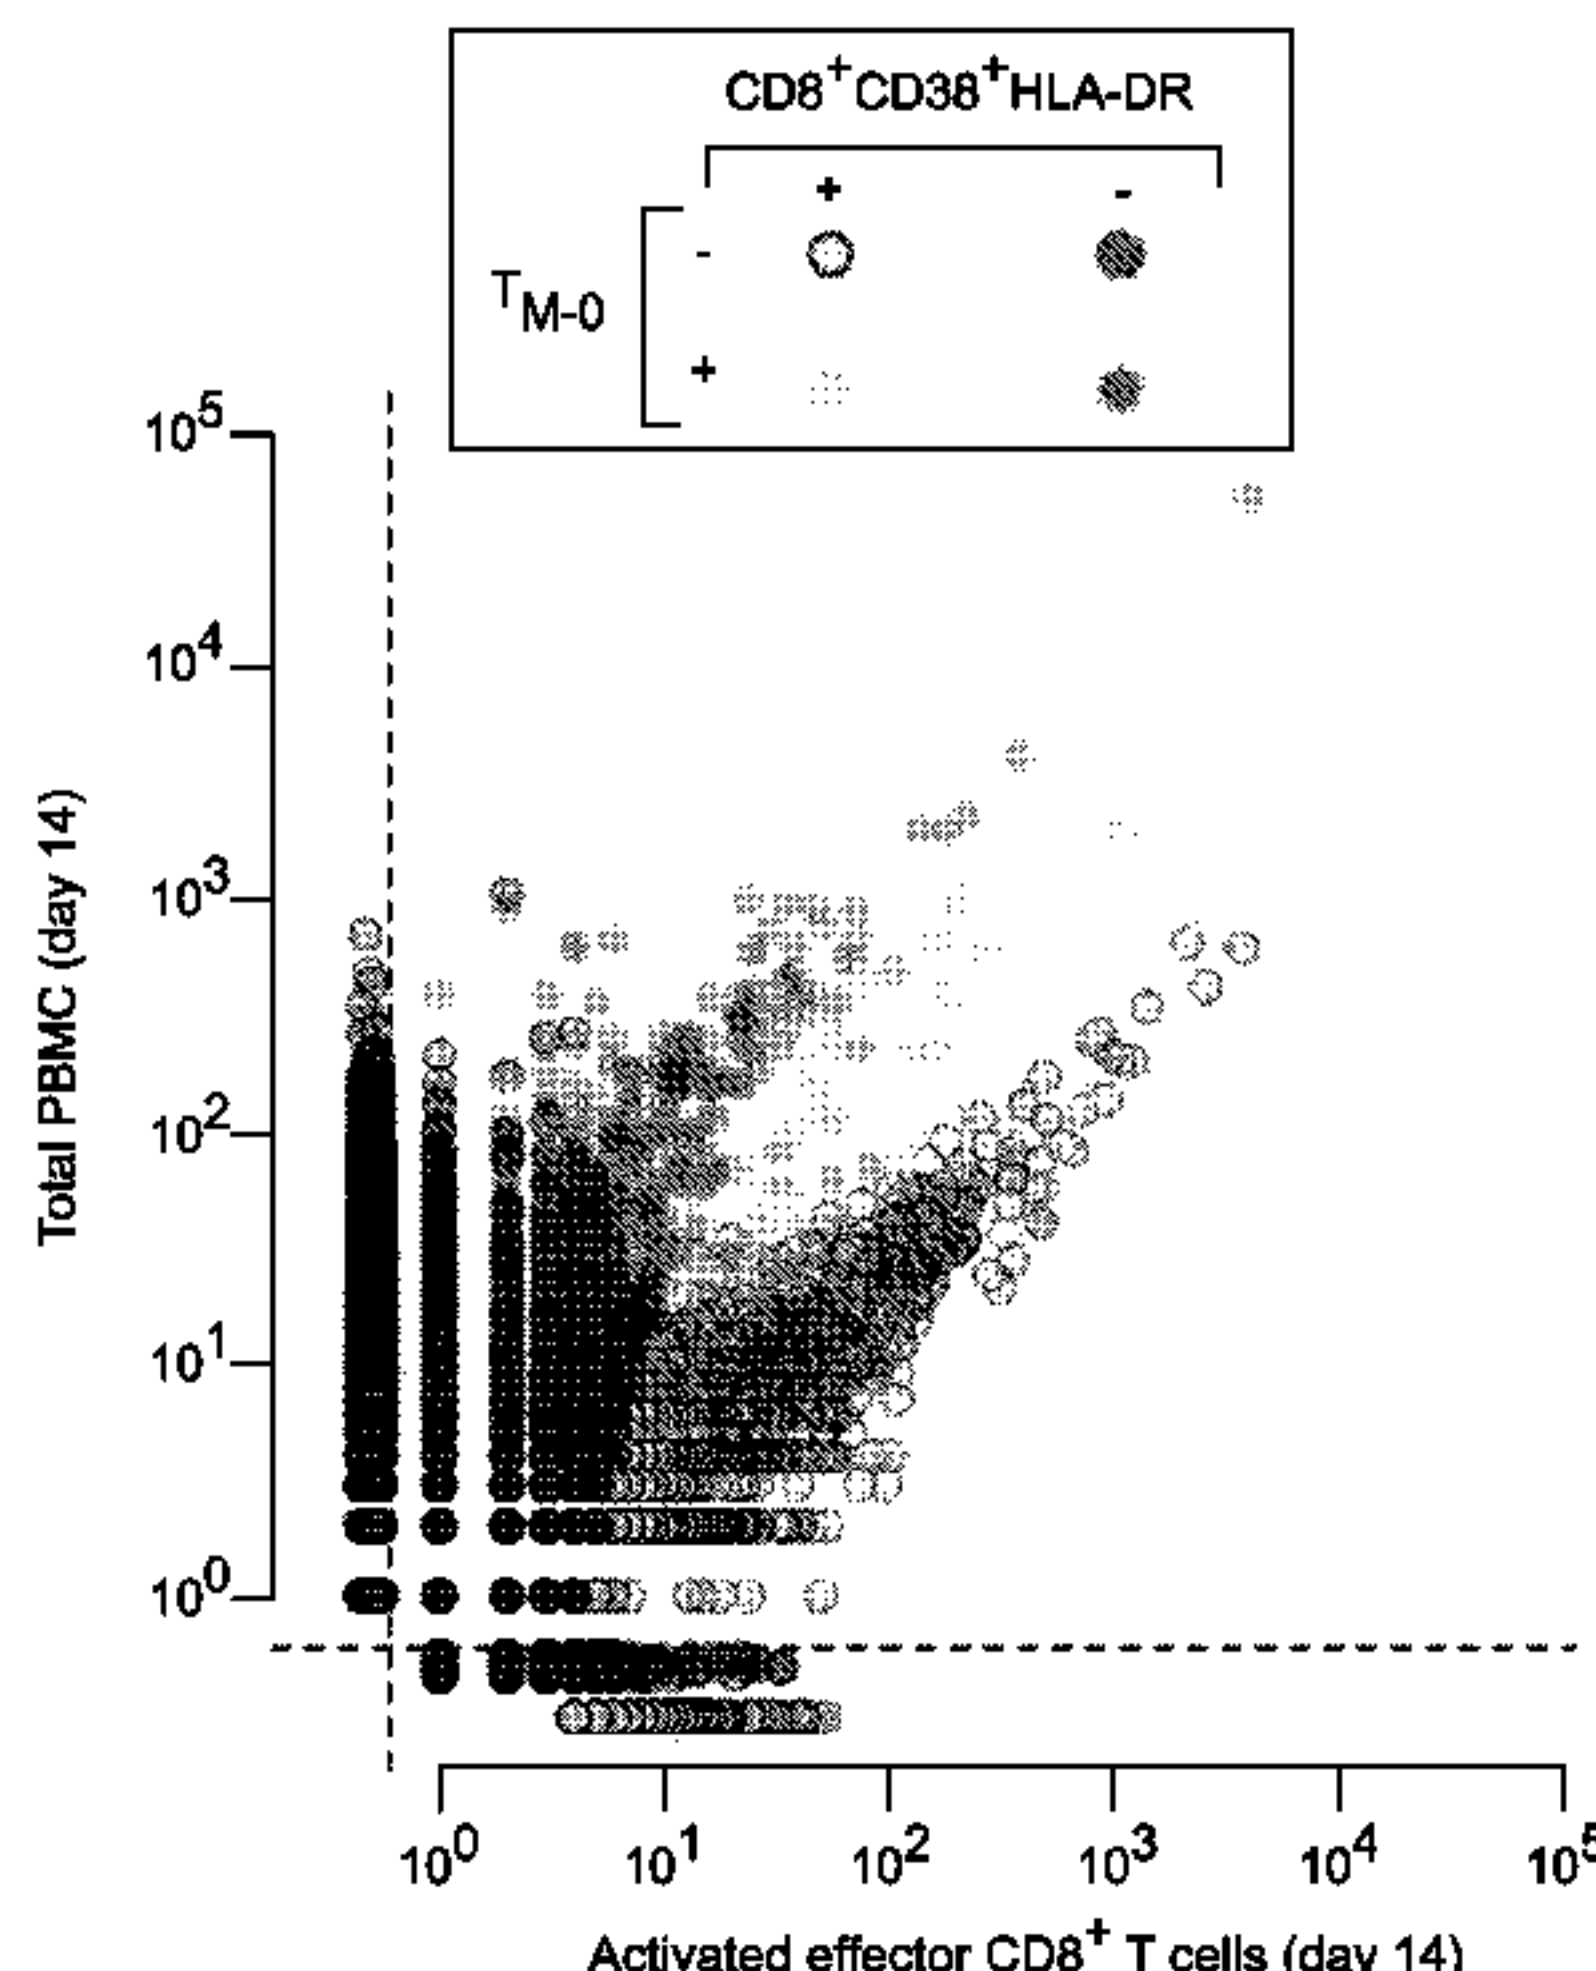 CD8⁺CD38⁺HLA-DR
+ -
-
T M-0
+
10⁵
10⁴
10³
10²
10¹
10⁰
Total PBMC (day 14)
10⁰ 10¹ 10² 10³ 10⁴ 10⁵
Activated effector CD8⁺ T cells (day 14)